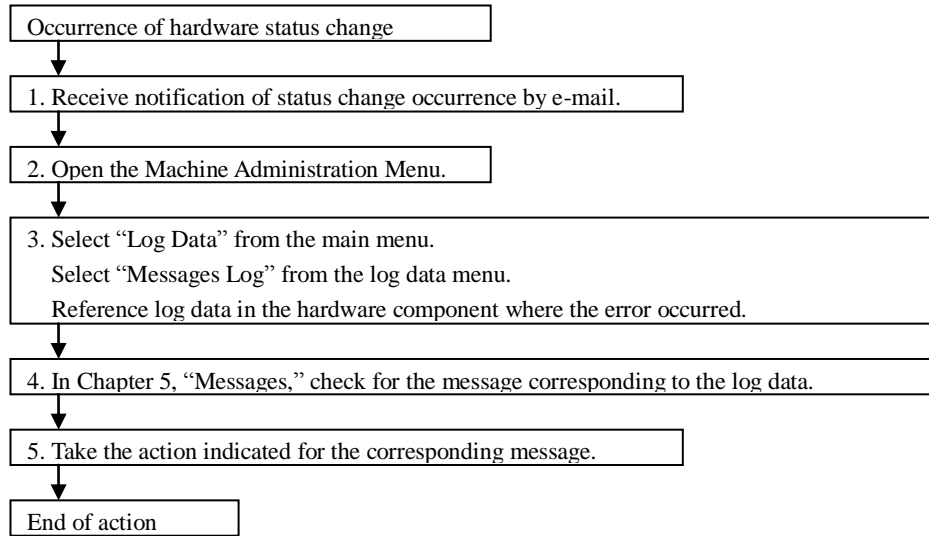 Occurrence of hardware status change
1. Receive notification of status change occurrence by e-mail.
2. Open the Machine Administration Menu.
3. Select “Log Data” from the main menu.
Select “Messages Log” from the log data menu.
Reference log data in the hardware component where the error occurred.
4. In Chapter 5, “Messages,” check for the message corresponding to the log data.
5. Take the action indicated for the corresponding message.
End of action